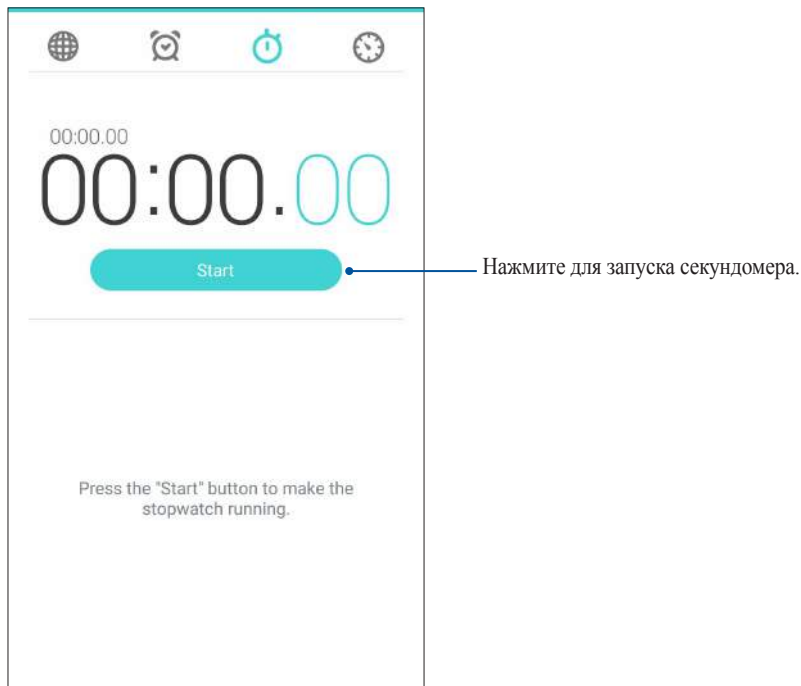 00:00.00
00:00.00
Start
Нажмите для запуска секундомера.
Press the "Start" button to make the
stopwatch running.